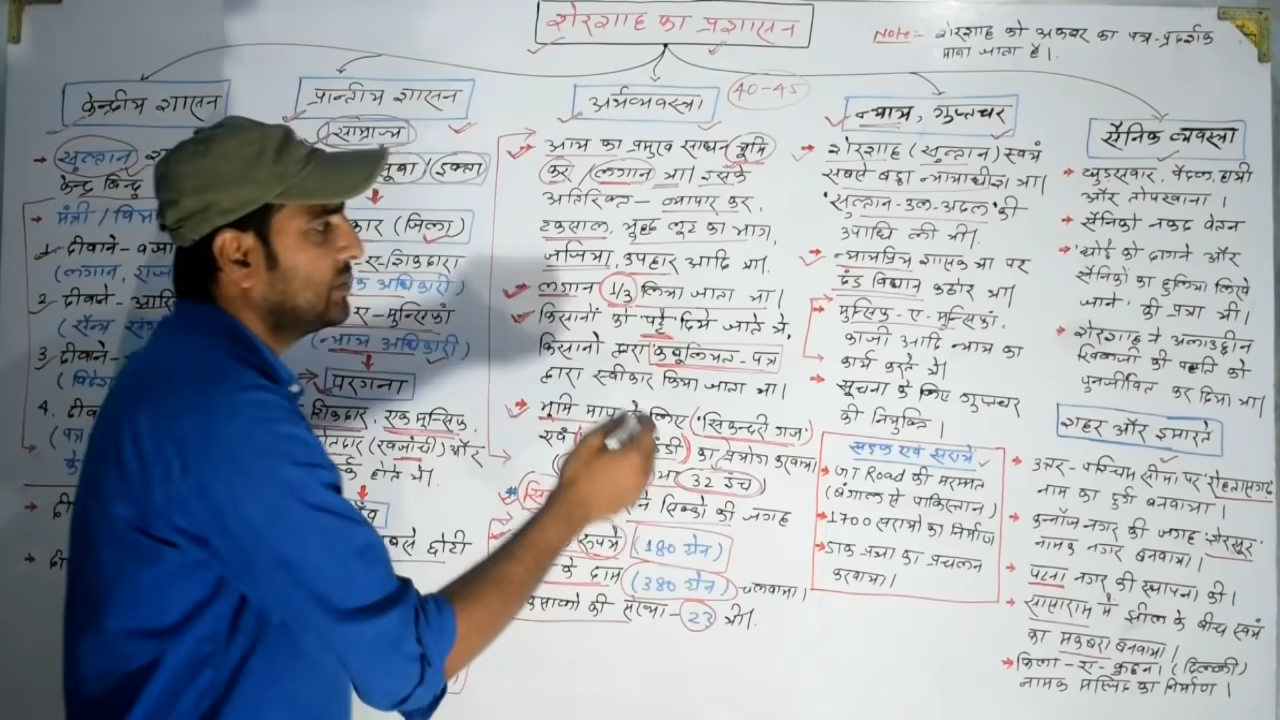 शेरशाह का प्रशासन
Note:- शेरशाह को अकबर का पथ-प्रदर्शक
माना जाता है।
केन्द्रीय शासन
सुल्तान
केन्द्र बिन्दु
मंत्री /
1. दीवाने-
(लगान,
2. दीवाने-
(सैन्य
3. दीवाने-
4.
प्रान्तीय शासन
साम्राज्य
सूबा / इक्ता
(जिला)
ए-शिकदारा
अधिकारी)
ए-मुन्सिफा
(न्याय अधिकारी)
परगना
शिकदार, एक मुन्सिफ,
(खजांची) और
होते थे।
छोटी
अर्थव्यवस्था
40-45
आय का प्रमुख साधन भूमि
कर / लगान था। इसके
अतिरिक्त- व्यापार कर,
टकसाल, युद्ध लूट का भाग,
जजिया, उपहार आदि था।
लगान 1/3 लिया जाता था।
किसानों को पट्टे दिये जाते थे,
किसानो द्वारा कबूलियत-पत्र
द्वारा स्वीकार किया जाता था।
भूमि माप के लिए ('सिकन्दरी गज')
एवं डंडी) का प्रयोग करवाया
32 इंच
सिक्कों की जगह
रूपये (180 ग्रेन)
के दाम (380 ग्रेन) चलवाया।
टकसालो की संख्या - 23 थी।
न्याय, गुप्तचर
शेरशाह (सुल्तान) स्वयं
सबसे बड़ा न्यायाधीश था।
'सुल्तान-उल-अदल' की
उपाधि ली थी।
न्यायप्रिय शासक था पर
दंड विधान कठोर था।
मुन्सिफ-ए-मुन्सिफा,
काजी आदि न्याय का
कार्य करते थे।
सूचना के लिए गुप्तचर
की नियुक्ति।
सड़क एवं सरायें
JT Road की मरम्मत
(बंगाल से पाकिस्तान)
1700 सरायो का निर्माण
डाक प्रथा का प्रचलन
करवाया।
सैनिक व्यवस्था
घुड़सवार, पैदल, हाथी
और तोपखाना।
सैनिको नकद वेतन
'घोड़े को दागने और
सैनिकों का हुलिया लिखे
जाने' की प्रथा थी।
शेरशाह ने अलाउद्दीन
खिलजी की पद्धति को
पुनर्जीवित कर दिया था।
शहर और इमारते
उत्तर-पश्चिम सीमा पर रोहतासगढ़
नाम का दुर्ग बनवाया।
कन्नौज नगर की जगह 'शेरसूर'
नामक नगर बनवाया।
पटना नगर की स्थापना की।
सासाराम में झील के बीच स्वयं
का मकबरा बनवाया।
किला-ए-कुहना (दिल्ली)
नामक मस्जिद का निर्माण।